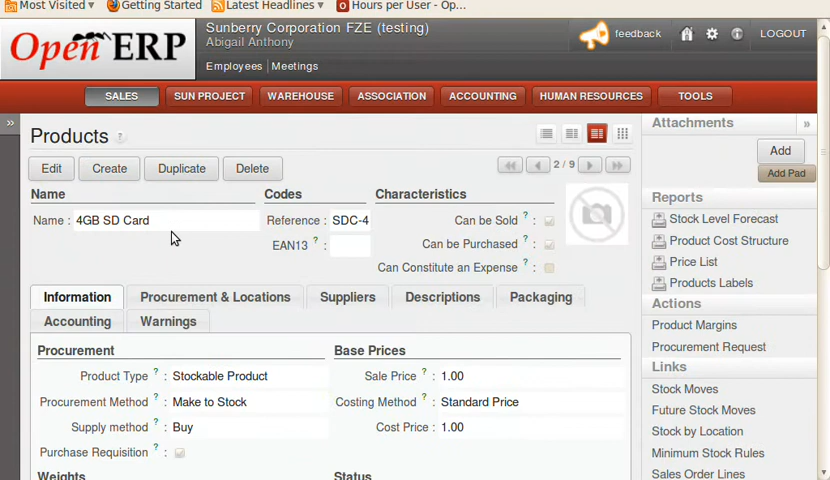 Most Visited Getting Started Latest Headlines Hours per User - Op...
Open ERP
Sunberry Corporation FZE (testing)
Abigail Anthony
Employees | Meetings
feedback
LOGOUT
SALES SUN PROJECT WAREHOUSE ASSOCIATION ACCOUNTING HUMAN RESOURCES TOOLS
» Products ?
Edit Create Duplicate Delete
2 / 9
Name Codes Characteristics
Name : 4GB SD Card Reference : SDC-4 Can be Sold ? :
EAN13 ? : Can be Purchased ? :
Can Constitute an Expense ? :
Information Procurement & Locations Suppliers Descriptions Packaging
Accounting Warnings
Procurement Base Prices
Product Type ? : Stockable Product Sale Price ? : 1.00
Procurement Method ? : Make to Stock Costing Method ? : Standard Price
Supply method ? : Buy Cost Price ? : 1.00
Purchase Requisition ? :
Weights Status
Attachments »
Add
Add Pad
Reports
Stock Level Forecast
Product Cost Structure
Price List
Products Labels
Actions
Product Margins
Procurement Request
Links
Stock Moves
Future Stock Moves
Stock by Location
Minimum Stock Rules
Sales Order Lines